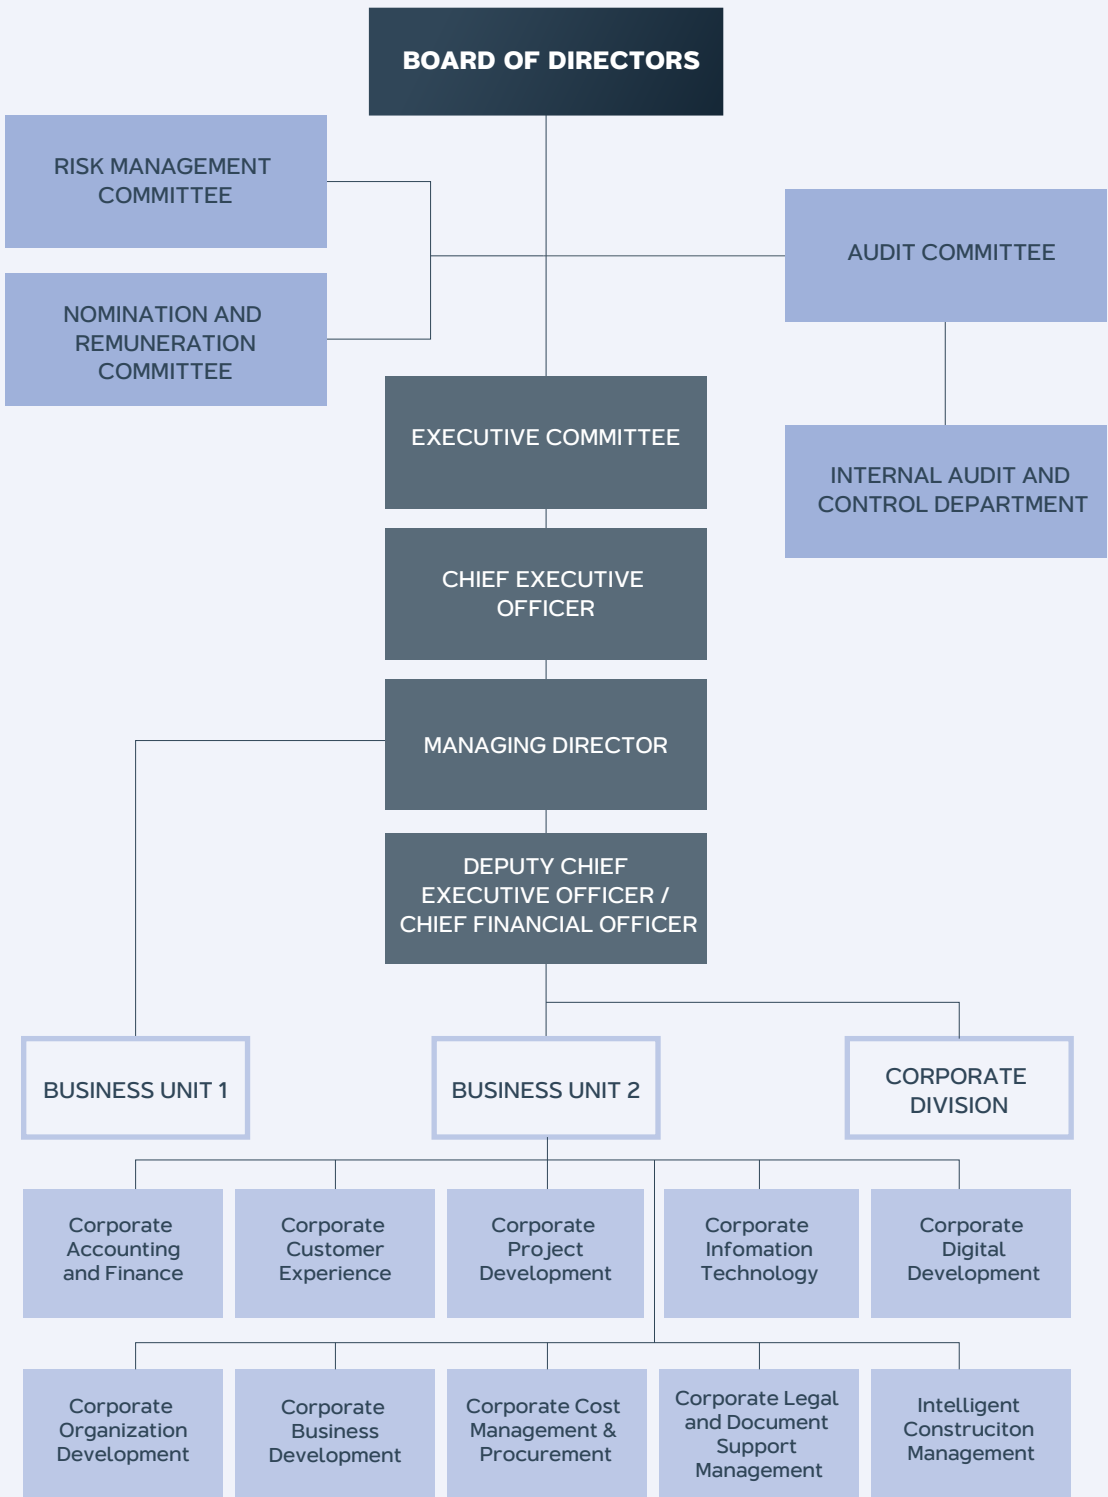 BOARD OF DIRECTORS
RISK MANAGEMENT
COMMITTEE
AUDIT COMMITTEE
NOMINATION AND
REMUNERATION
COMMITTEE
EXECUTIVE COMMITTEE
INTERNAL AUDIT AND
CONTROL DEPARTMENT
CHIEF EXECUTIVE
OFFICER
MANAGING DIRECTOR
DEPUTY CHIEF
EXECUTIVE OFFICER /
CHIEF FINANCIAL OFFICER
BUSINESS UNIT 1
BUSINESS UNIT 2
CORPORATE
DIVISION
Corporate
Accounting
and Finance
Corporate
Customer
Experience
Corporate
Project
Development
Corporate
Infomation
Technology
Corporate
Digital
Development
Corporate
Organization
Development
Corporate
Business
Development
Corporate Cost
Management &
Procurement
Corporate Legal
and Document
Support
Management
Intelligent
Construciton
Management